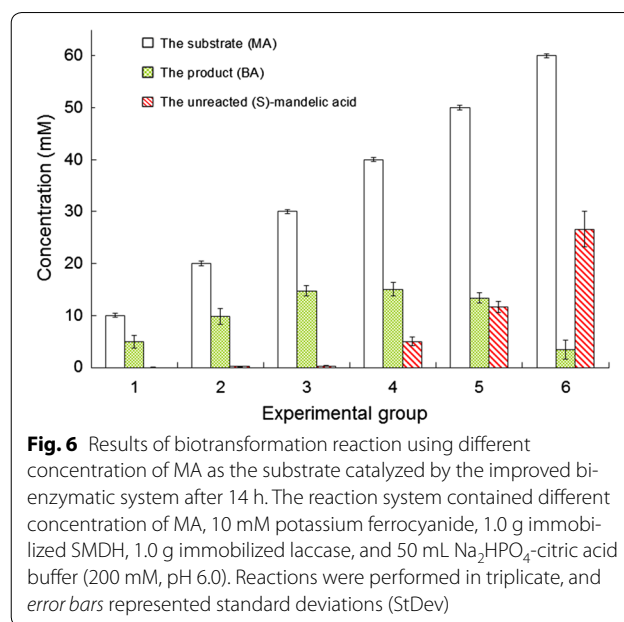 The substrate (MA)
The product (BA)
The unreacted (S)-mandelic acid
Concentration (mM)
60
50
40
30
20
10
0
1 2 3 4 5 6
Experimental group
Fig. 6 Results of biotransformation reaction using different
concentration of MA as the substrate catalyzed by the improved bi-
enzymatic system after 14 h. The reaction system contained different
concentration of MA, 10 mM potassium ferrocyanide, 1.0 g immobi-
lized SMDH, 1.0 g immobilized laccase, and 50 mL Na₂HPO₄-citric acid
buffer (200 mM, pH 6.0). Reactions were performed in triplicate, and
error bars represented standard deviations (StDev)